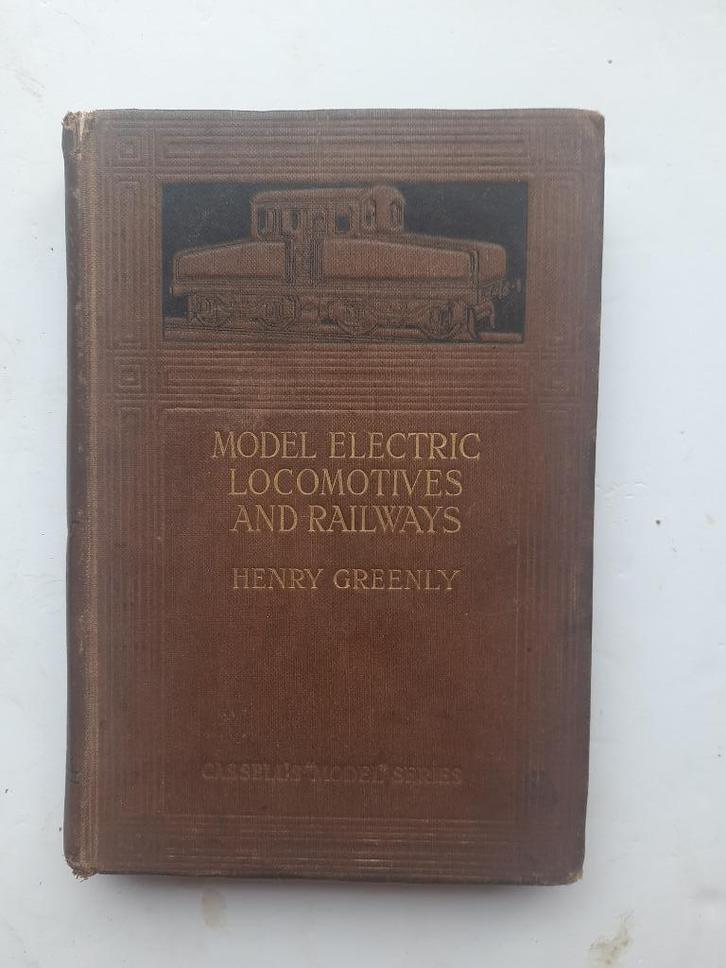 MODEL ELECTRIC
LOCOMOTIVES
AND RAILWAYS
HENRY GREENLY
CASSELL'S "MODEL" SERIES